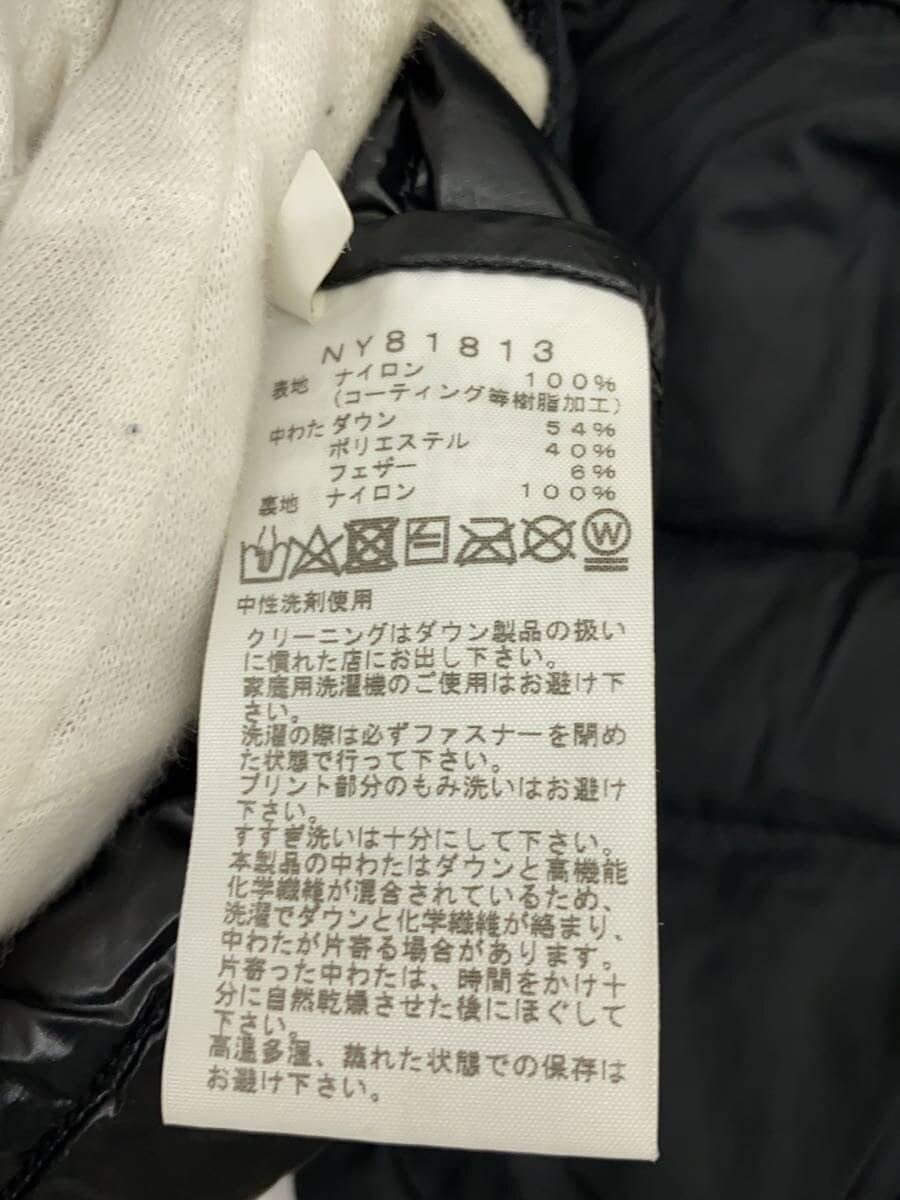 NY81813
表地 ナイロン 100%
(コーティング等樹脂加工)
中わた ダウン 54%
ポリエステル 40%
フェザー 6%
裏地 ナイロン 100%
W
中性洗剤使用
クリーニングはダウン製品の扱い
に慣れた店にお出し下さい。
家庭用洗濯機のご使用はお避け下
さい。
洗濯の際は必ずファスナーを閉め
た状態で行って下さい。
プリント部分のもみ洗いはお避け
下さい。
すすぎ洗いは十分にして下さい。
本製品の中わたはダウンと高機能
化学繊維が混合されているため、
洗濯でダウンと化学繊維が絡まり、
中わたが片寄る場合があります。
片寄った中わたは、時間をかけ十
分に自然乾燥させた後にほぐして
下さい。
高温多湿、蒸れた状態での保存は
お避け下さい。